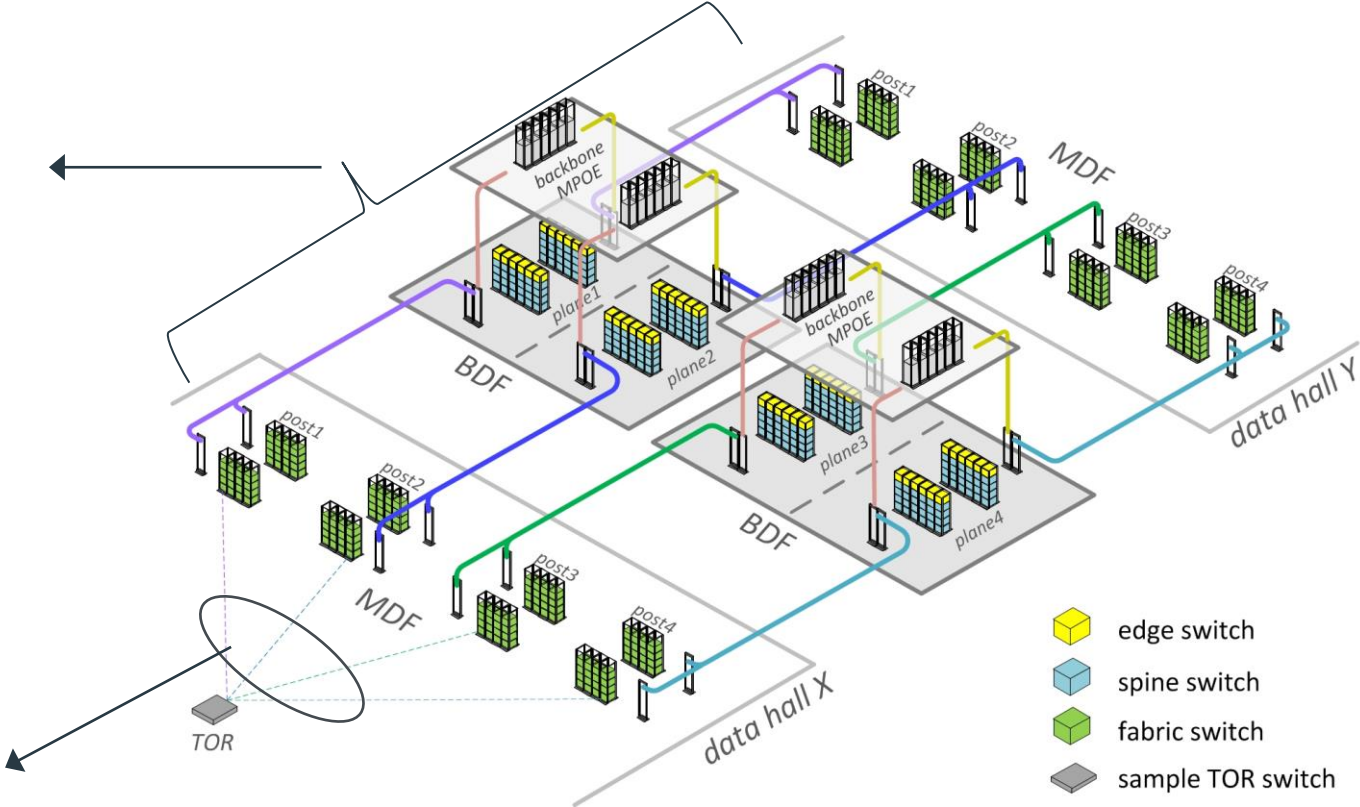 post1
post2
MDF
post3
post4
data hall Y
backbone
MPOE
plane1
plane2
BDF
backbone
MPOE
plane3
plane4
BDF
post1
post2
MDF
post3
post4
data hall X
TOR
edge switch
spine switch
fabric switch
sample TOR switch